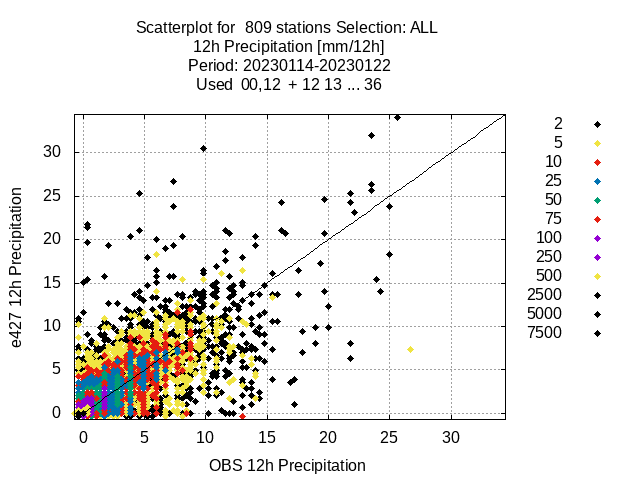 Scatterplot for  809 stations Selection: ALL
12h Precipitation [mm/12h]
Period: 20230114-20230122
Used  00,12  + 12 13 ... 36
2
5
10
25
50
75
100
250
500
2500
5000
7500
e427 12h Precipitation
30
25
20
15
10
5
0
0 5 10 15 20 25 30
OBS 12h Precipitation